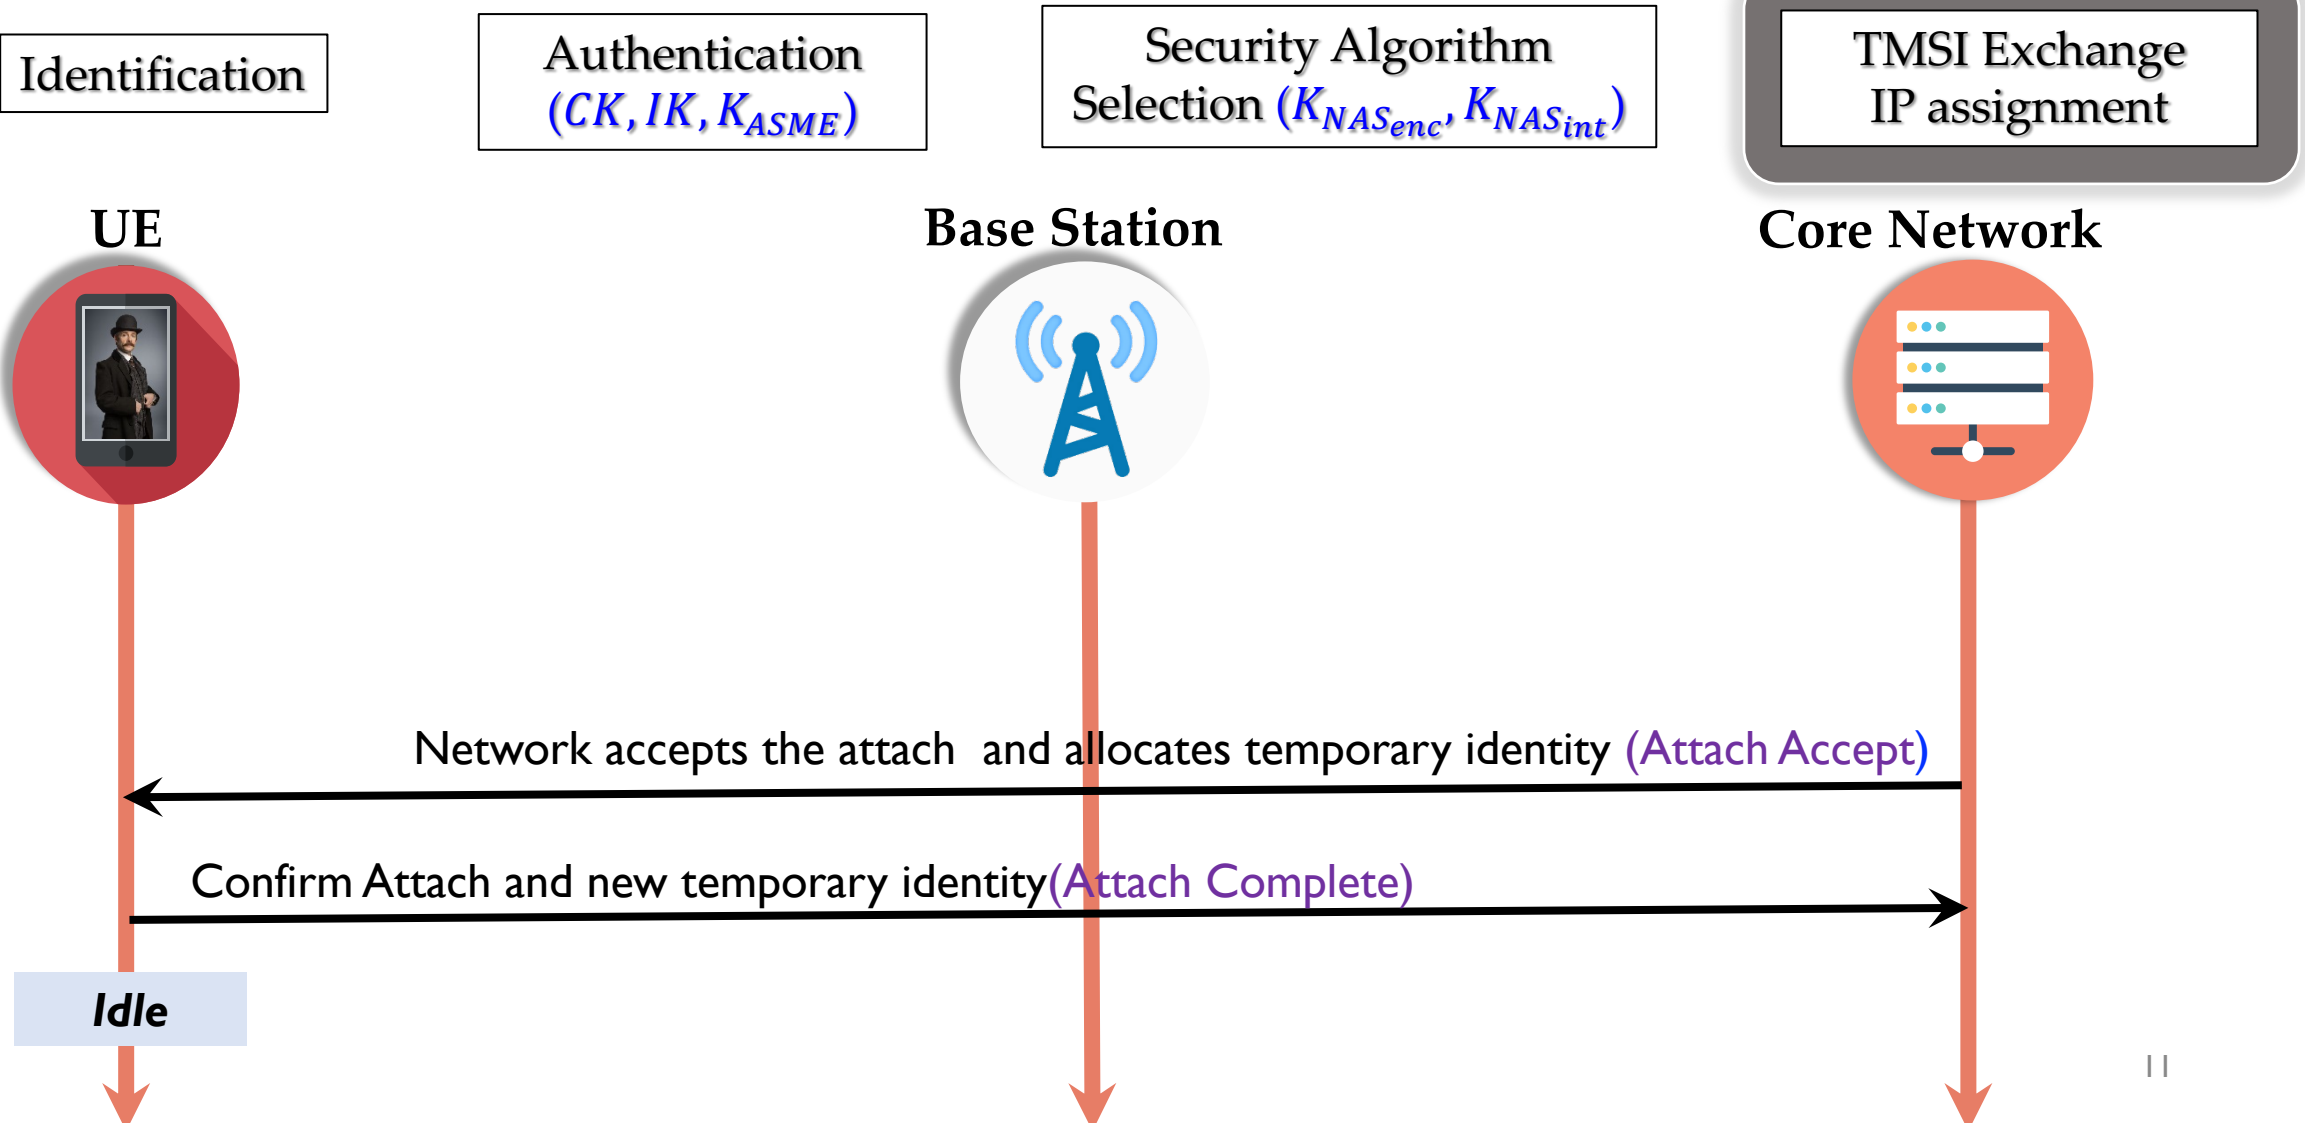 Identification
Authentication
(CK, IK, K_ASME)
Security Algorithm
Selection (K_NAS_enc, K_NAS_int)
TMSI Exchange
IP assignment
UE
Base Station
Core Network
Network accepts the attach  and allocates temporary identity (Attach Accept)
Confirm Attach and new temporary identity(Attach Complete)
Idle
11